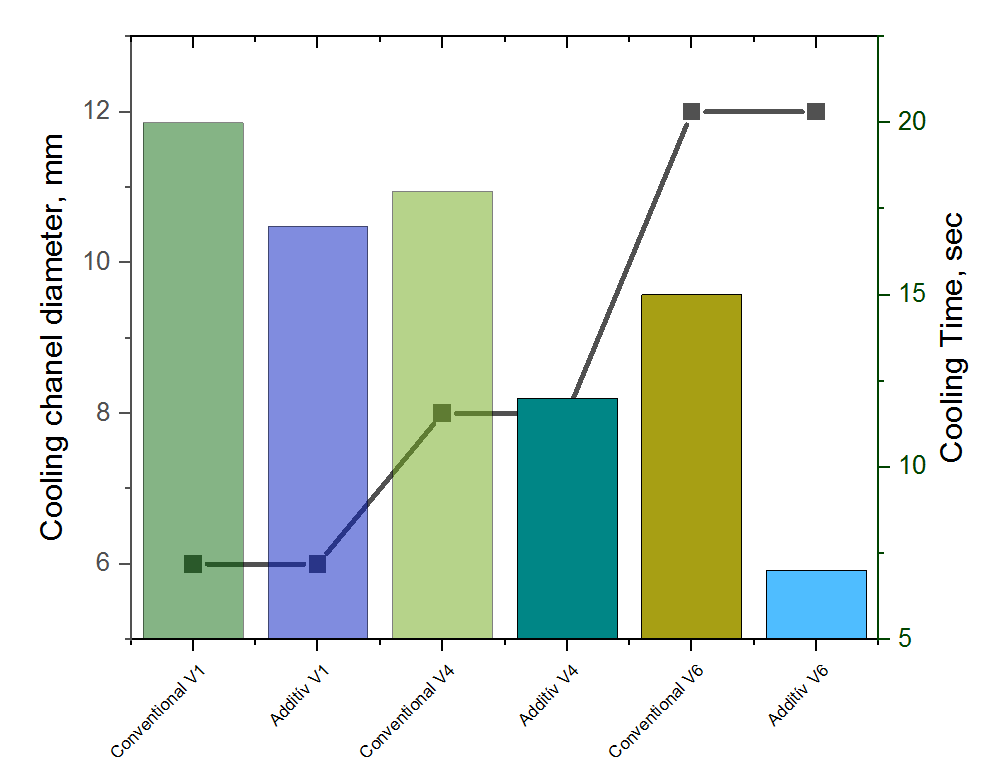 Cooling chanel diameter, mm
12
10
8
6
20
15
10
5
Cooling Time, sec
Conventional V1
Additiv V1
Conventional V4
Additiv V4
Conventional V6
Additiv V6